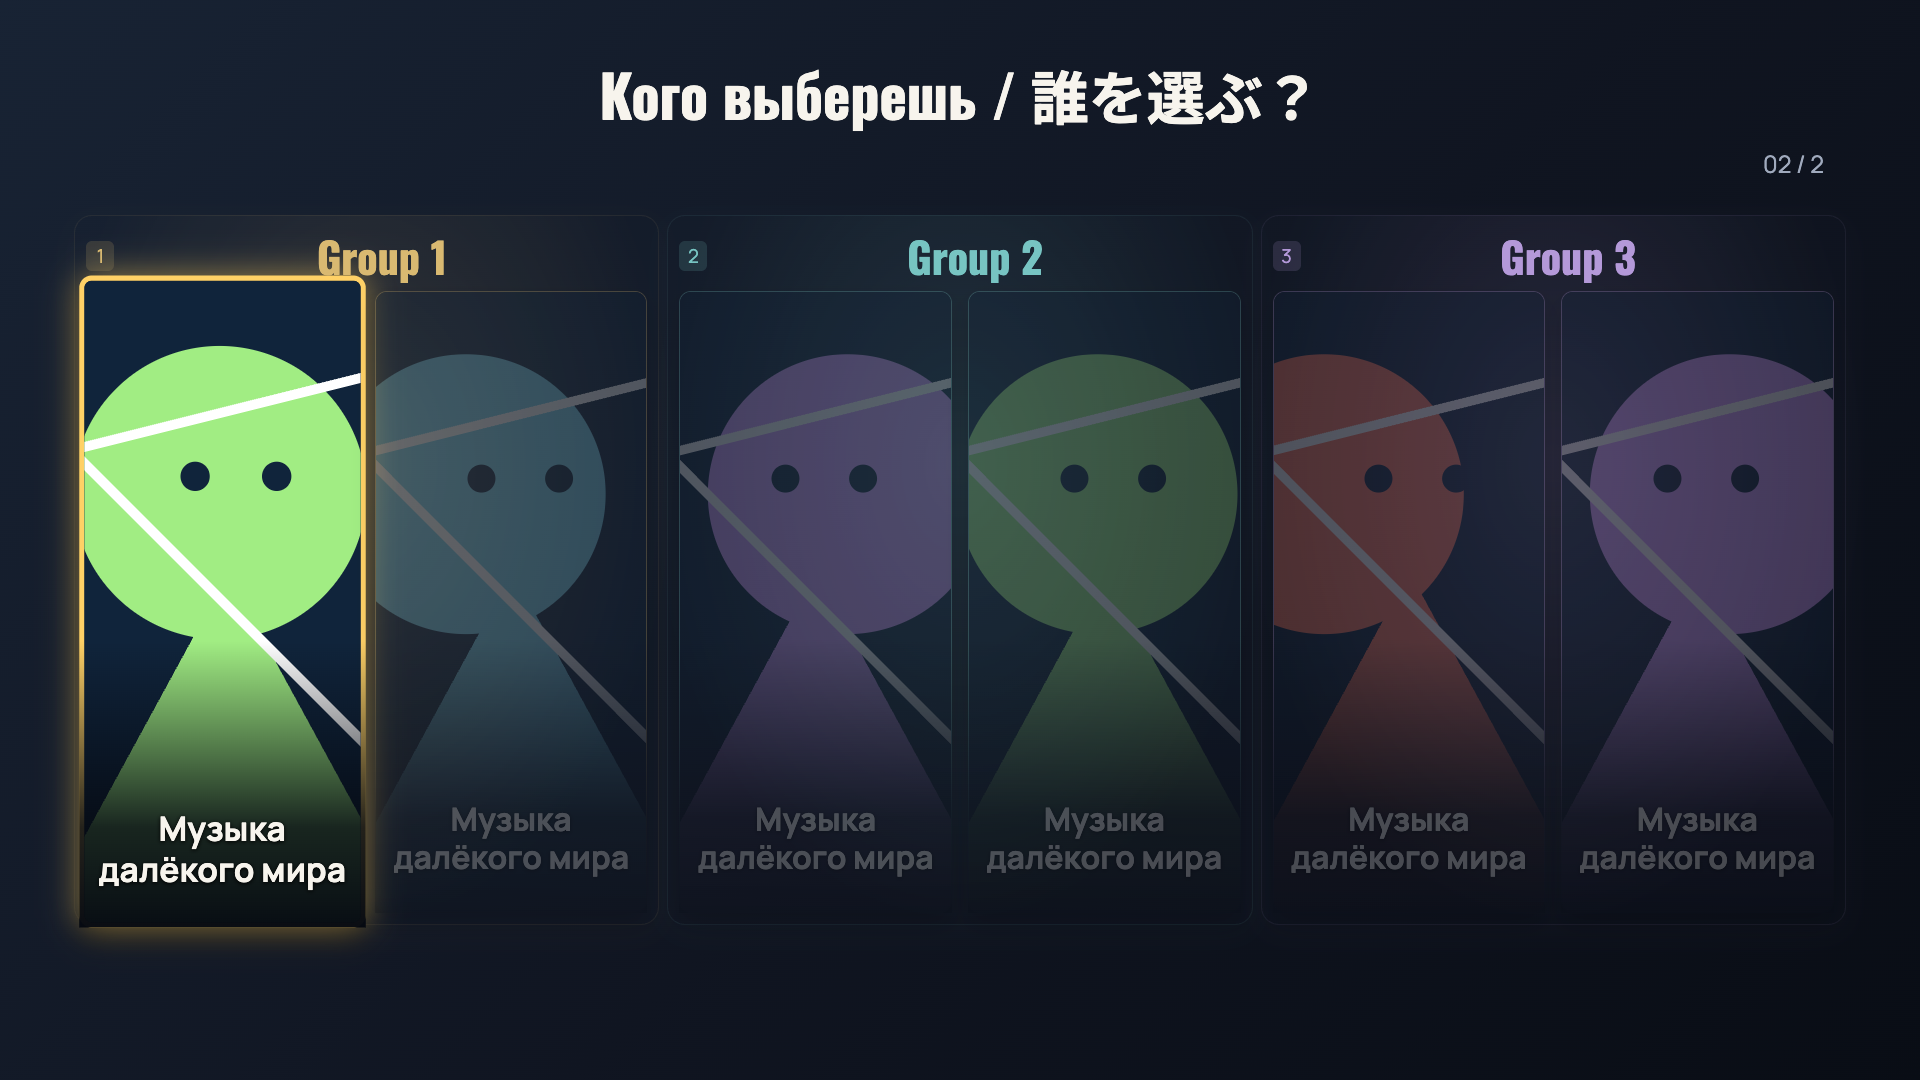 Кого выберешь / 誰を選ぶ？
02 / 2
1
Group 1
2
Group 2
3
Group 3
Музыка
далёкого мира
Музыка
далёкого мира
Музыка
далёкого мира
Музыка
далёкого мира
Музыка
далёкого мира
Музыка
далёкого мира